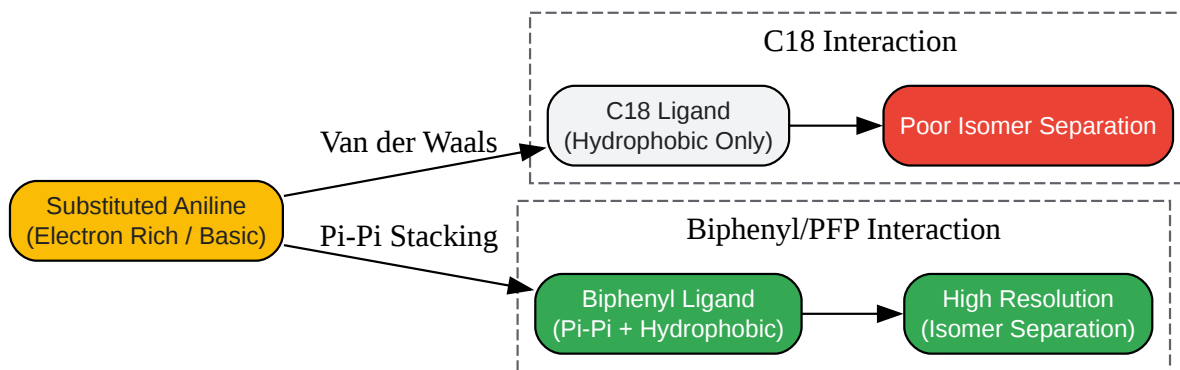 C18 Interaction
C18 Ligand
(Hydrophobic Only)
Poor Isomer Separation
Van der Waals
Substituted Aniline
(Electron Rich / Basic)
Pi-Pi Stacking
Biphenyl/PFP Interaction
Biphenyl Ligand
(Pi-Pi + Hydrophobic)
High Resolution
(Isomer Separation)